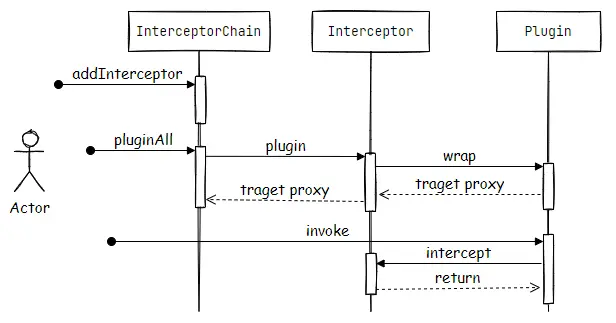 InterceptorChain
Interceptor
Plugin
addInterceptor
pluginAll
plugin
wrap
traget proxy
traget proxy
Actor
invoke
intercept
return